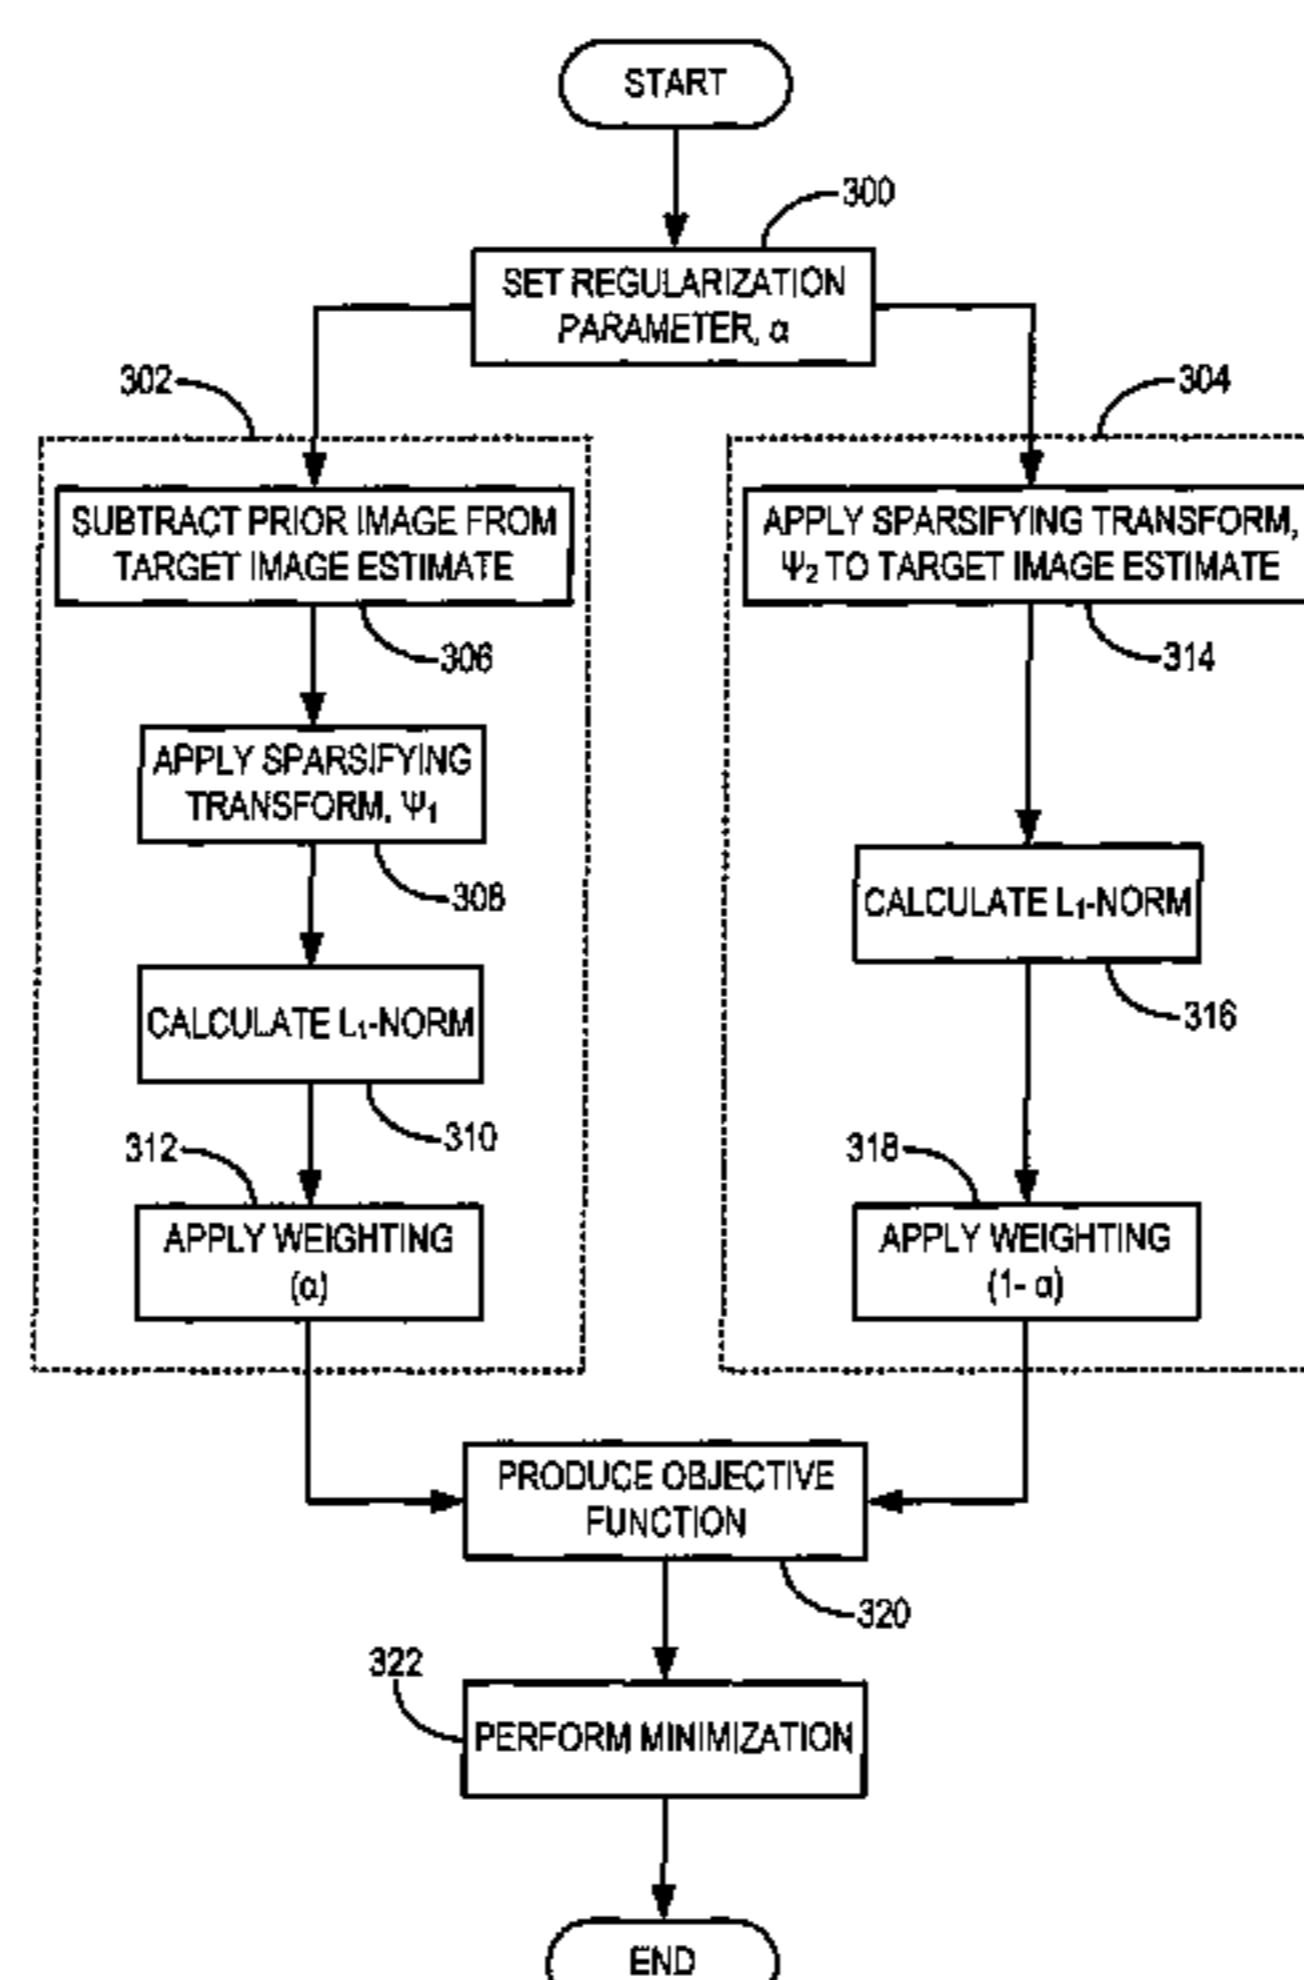 START
300
SET REGULARIZATION
PARAMETER, α
302
304
SUBTRACT PRIOR IMAGE FROM
TARGET IMAGE ESTIMATE
306
APPLY SPARSIFYING TRANSFORM,
Ψ₂ TO TARGET IMAGE ESTIMATE
314
APPLY SPARSIFYING
TRANSFORM, Ψ₁
308
CALCULATE L₁-NORM
316
CALCULATE L₁-NORM
310
312
APPLY WEIGHTING
(α)
318
APPLY WEIGHTING
(1- α)
PRODUCE OBJECTIVE
FUNCTION
320
322
PERFORM MINIMIZATION
END